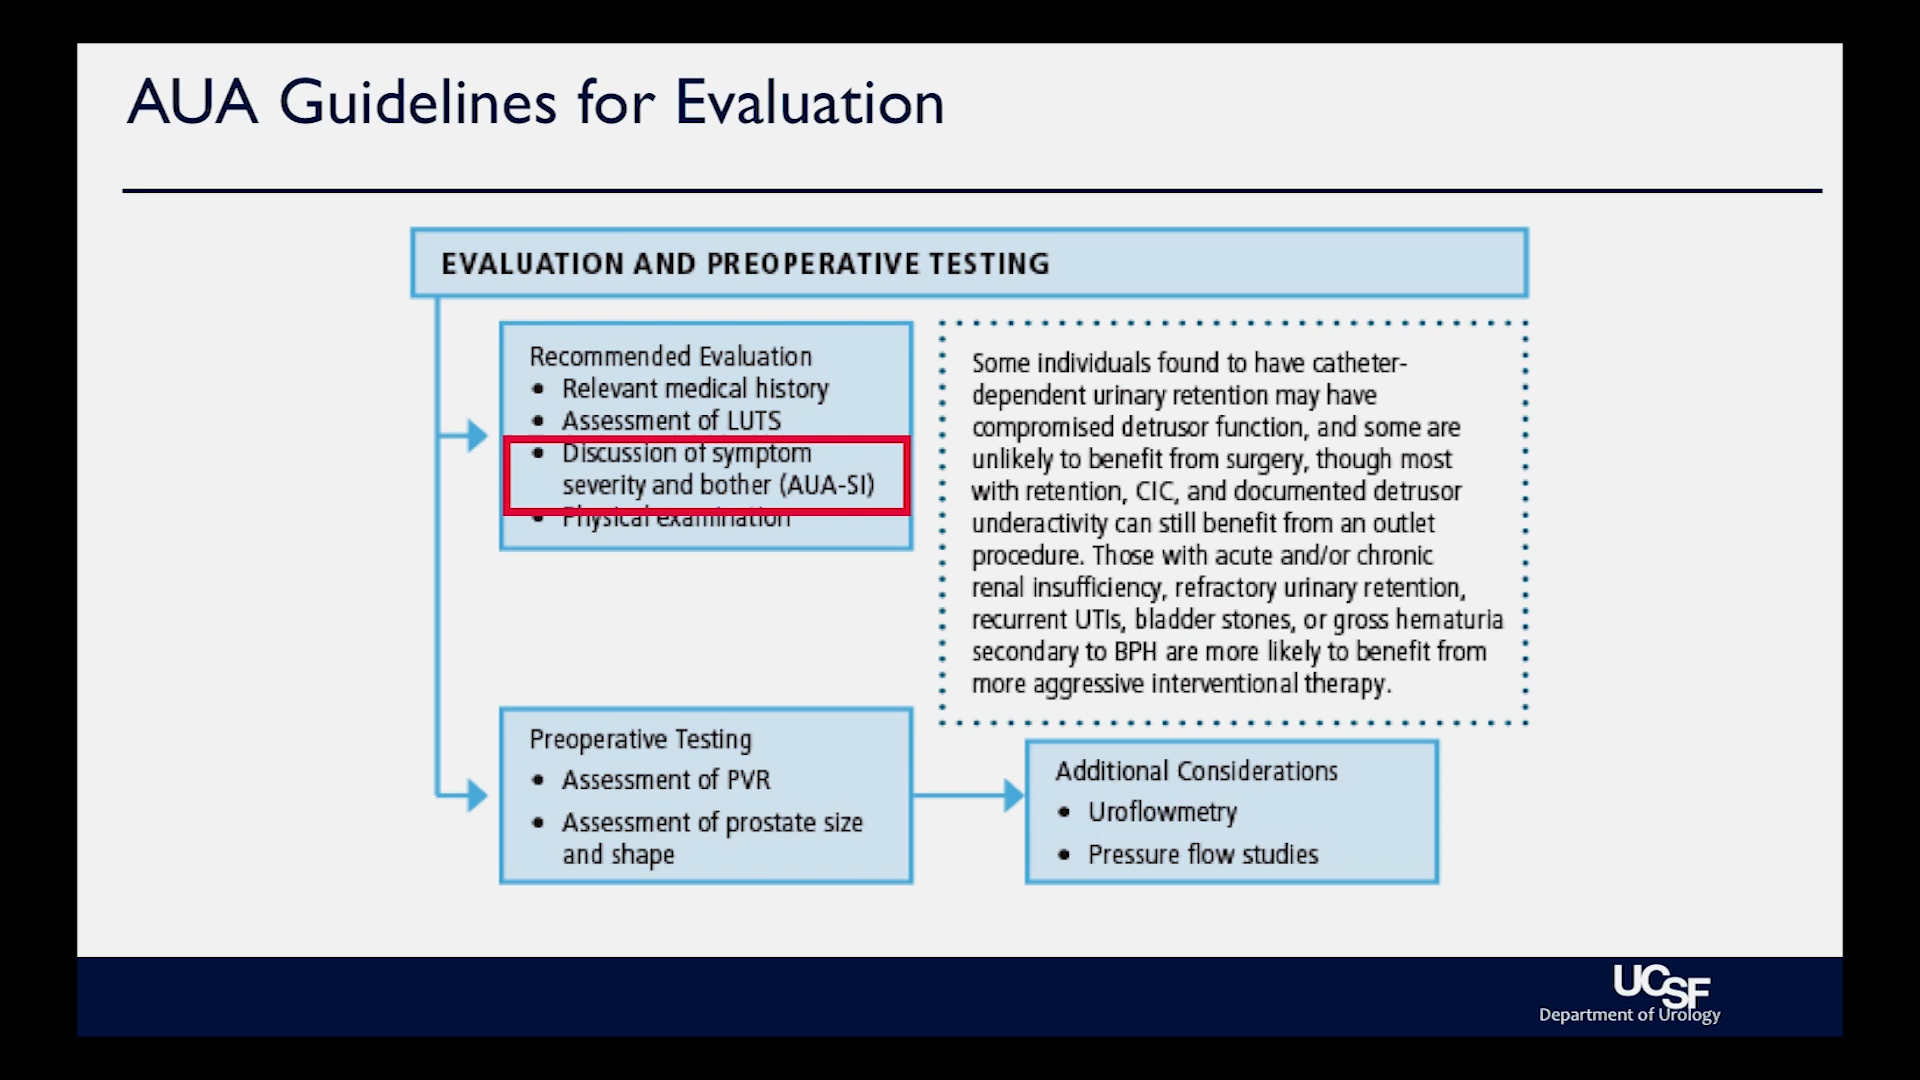 AUA Guidelines for Evaluation
EVALUATION AND PREOPERATIVE TESTING
Recommended Evaluation
• Relevant medical history
• Assessment of LUTS
• Discussion of symptom
severity and bother (AUA-SI)
• Physical examination
Some individuals found to have catheter-
dependent urinary retention may have
compromised detrusor function, and some are
unlikely to benefit from surgery, though most
with retention, CIC, and documented detrusor
underactivity can still benefit from an outlet
procedure. Those with acute and/or chronic
renal insufficiency, refractory urinary retention,
recurrent UTIs, bladder stones, or gross hematuria
secondary to BPH are more likely to benefit from
more aggressive interventional therapy.
Preoperative Testing
• Assessment of PVR
• Assessment of prostate size
and shape
Additional Considerations
• Uroflowmetry
• Pressure flow studies
UCSF
Department of Urology